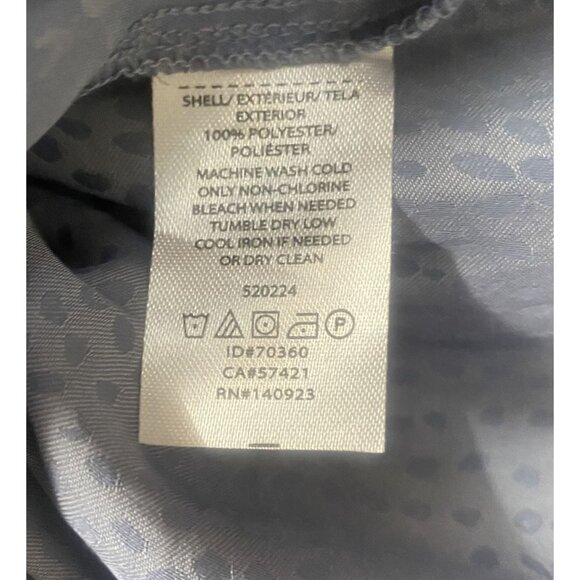 SHELL/ EXTÉRIEUR/ TELA
EXTERIOR
100% POLYESTER/
POLIÉSTER
MACHINE WASH COLD
ONLY NON-CHLORINE
BLEACH WHEN NEEDED
TUMBLE DRY LOW
COOL IRON IF NEEDED
OR DRY CLEAN
520224
P
ID#70360
CA#57421
RN#140923